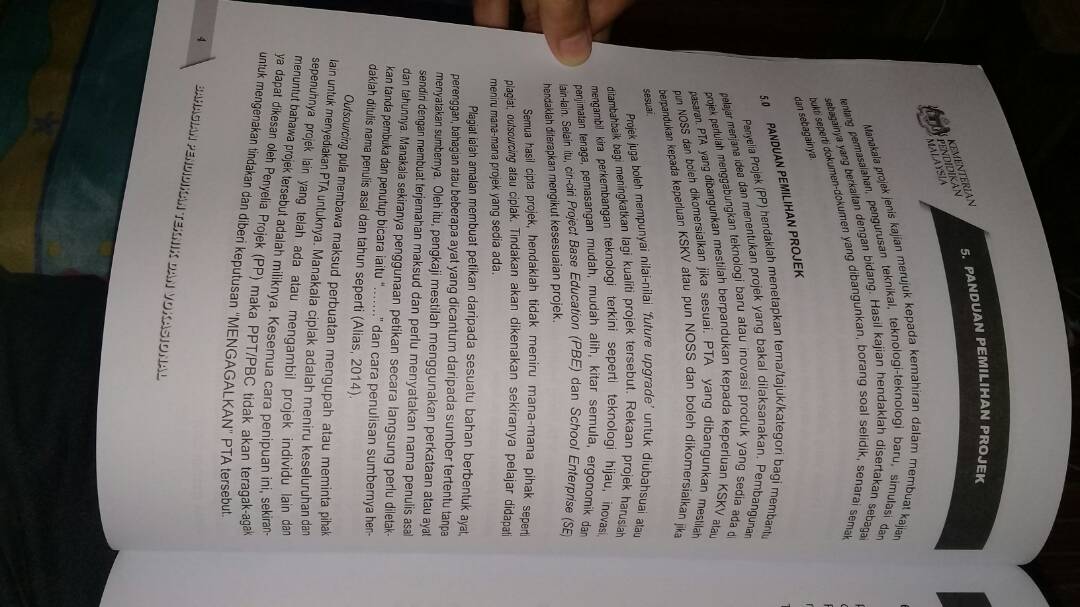 KEMENTERIAN
PENDIDIKAN
MALAYSIA
5. PANDUAN PEMILIHAN PROJEK
Manakala projek jenis kajian merujuk kepada kemahiran dalam membuat kajian
tentang permasalahan, pengurusan teknikal, teknologi-teknologi baru, simulasi dan
sebagainya yang berkaitan dengan bidang. Hasil kajian hendaklah disertakan sebagai
bukti seperti dokumen-dokumen yang dibangunkan, borang soal selidik, senarai semak
dan sebagainya.
5.0 PANDUAN PEMILIHAN PROJEK
Penyelia Projek (PP) hendaklah menetapkan tema/tajuk/kategori bagi membantu
pelajar menjana idea dan menentukan projek yang bakal dilaksanakan. Pembangunan
projek perlulah menggabungkan teknologi baru atau inovasi produk yang sedia ada di
pasaran. PTA yang dibangunkan mestilah berpandukan kepada keperluan KSKV atau
pun NOSS dan boleh dikomersialkan jika sesuai. PTA yang dibangunkan mestilah
berpandukan kepada keperluan KSKV atau pun NOSS dan boleh dikomersialkan jika
sesuai.
Projek juga boleh mempunyai nilai-nilai 'future upgrade' untuk diubahsuai atau
ditambahbaik bagi meningkatkan lagi kualiti projek tersebut. Rekaan projek haruslah
mengambil kira perkembangan teknologi terkini seperti teknologi hijau, inovasi,
penjimatan tenaga, pemasangan mudah, mudah alih, kitar semula, ergonomik dan
lain-lain. Selain itu, ciri-ciri Project Base Education (PBE) dan School Enterprise (SE)
hendaklah diterapkan mengikut kesesuaian projek.
Semua hasil cipta projek, hendaklah tidak meniru mana-mana pihak seperti
plagiat, outsourcing atau ciplak. Tindakan akan dikenakan sekiranya pelajar didapati
meniru mana-mana projek yang sedia ada.
Plagiat ialah amalan membuat petikan daripada sesuatu bahan berbentuk ayat,
perenggan, bahagian atau beberapa ayat yang dicantum daripada sumber tertentu tanpa
menyatakan sumbernya. Oleh itu, pengkaji mestilah menggunakan perkataan atau ayat
sendiri dengan membuat terjemahan maksud dan perlu menyatakan nama penulis asal
dan tahunnya. Manakala sekiranya penggunaan petikan secara langsung perlu diletak-
kan tanda pembuka dan penutup bicara iaitu "......." dan cara penulisan sumbernya hen-
daklah ditulis nama penulis asal dan tahun seperti (Alias, 2014).
Outsourcing pula membawa maksud perbuatan mengupah atau meminta pihak
lain untuk menyediakan PTA untuknya. Manakala ciplak adalah meniru keseluruhan dan
sepenuhnya projek lain yang telah ada atau mengambil projek individu lain dan
menuntut bahawa projek tersebut adalah miliknya. Kesemua cara penipuan ini, sekiran-
ya dapat dikesan oleh Penyelia Projek (PP) maka PPT/PBC tidak akan teragak-agak
untuk mengenakan tindakan dan diberi keputusan "MENGAGALKAN" PTA tersebut.
4
BAHAGIAN PENDIDIKAN TEKNIK DAN VOKASIONAL